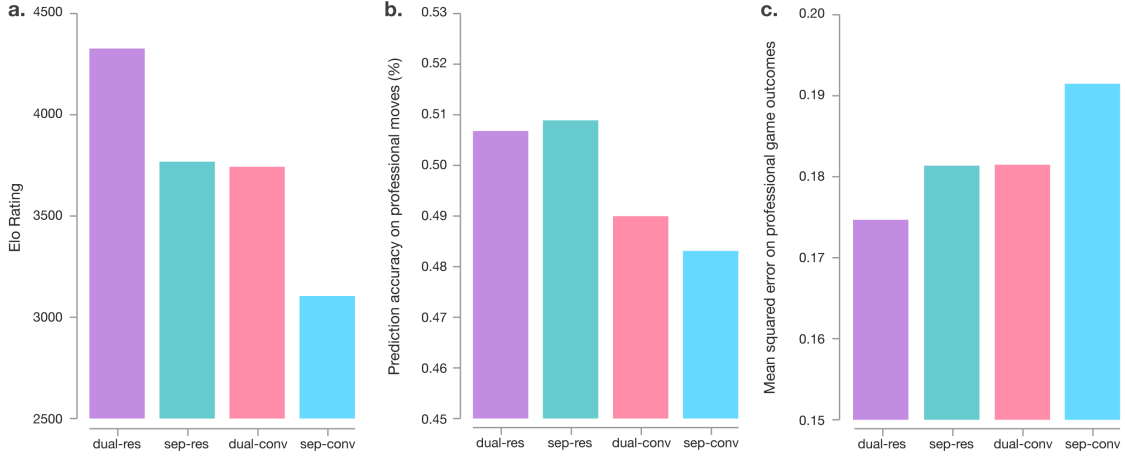 a.
Elo Rating
4500
4000
3500
3000
2500
dual-res sep-res dual-conv sep-conv
b.
Prediction accuracy on professional moves (%)
0.53
0.52
0.51
0.50
0.49
0.48
0.47
0.46
0.45
dual-res sep-res dual-conv sep-conv
c.
Mean squared error on professional game outcomes
0.20
0.19
0.18
0.17
0.16
0.15
dual-res sep-res dual-conv sep-conv